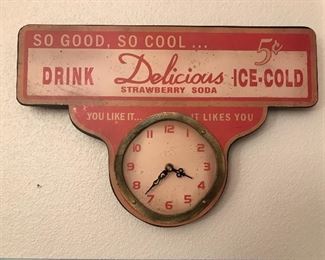 SO GOOD, SO COOL ... 5¢
DRINK Delicious ICE-COLD
STRAWBERRY SODA
YOU LIKE IT... IT LIKES YOU
12
11 1
10 2
9 3
8 4
7 5
6